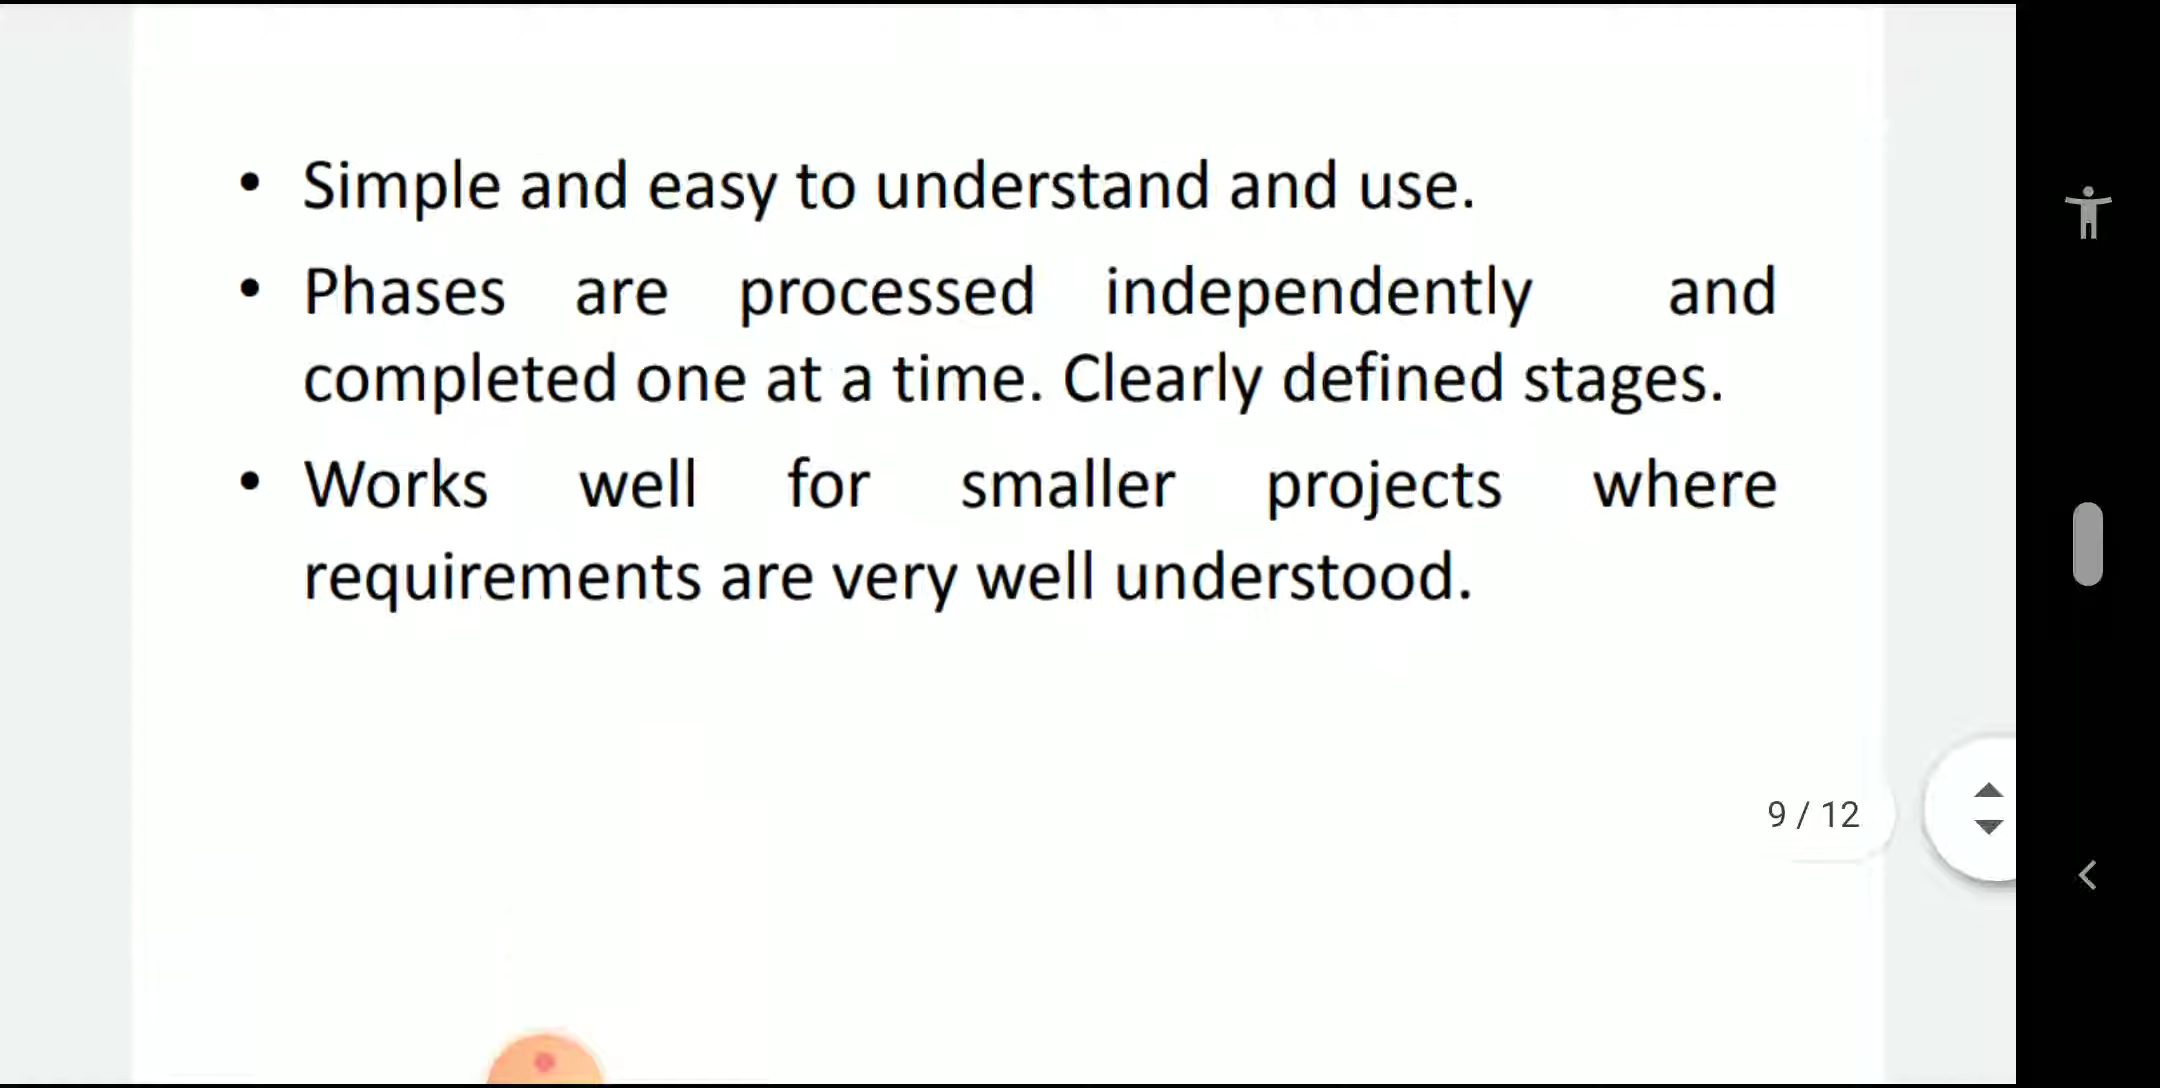 • Simple and easy to understand and use.
• Phases are processed independently and
completed one at a time. Clearly defined stages.
• Works well for smaller projects where
requirements are very well understood.
9 / 12